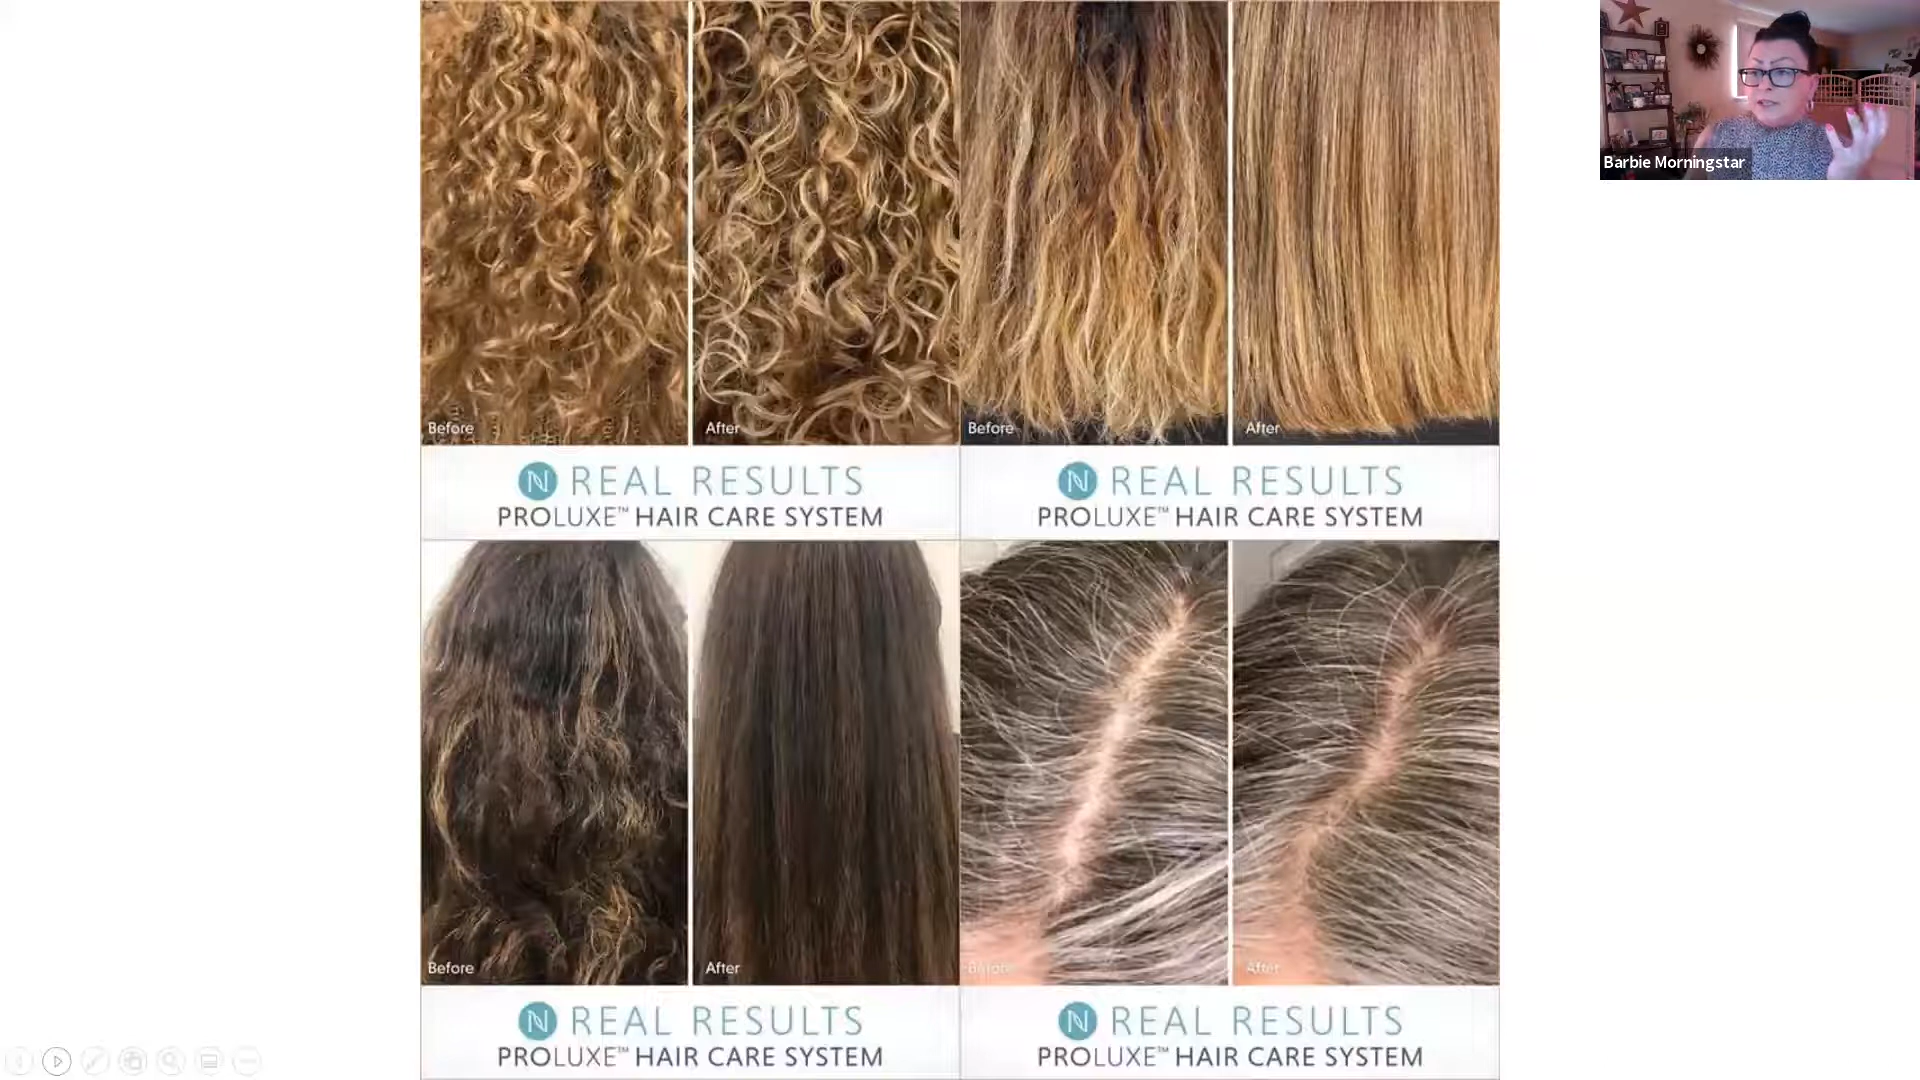 Before
After
Before
After
Barbie Morningstar
REAL RESULTS
PROLUXE™ HAIR CARE SYSTEM
REAL RESULTS
PROLUXE™ HAIR CARE SYSTEM
Before
After
Before
After
REAL RESULTS
PROLUXE™ HAIR CARE SYSTEM
REAL RESULTS
PROLUXE™ HAIR CARE SYSTEM